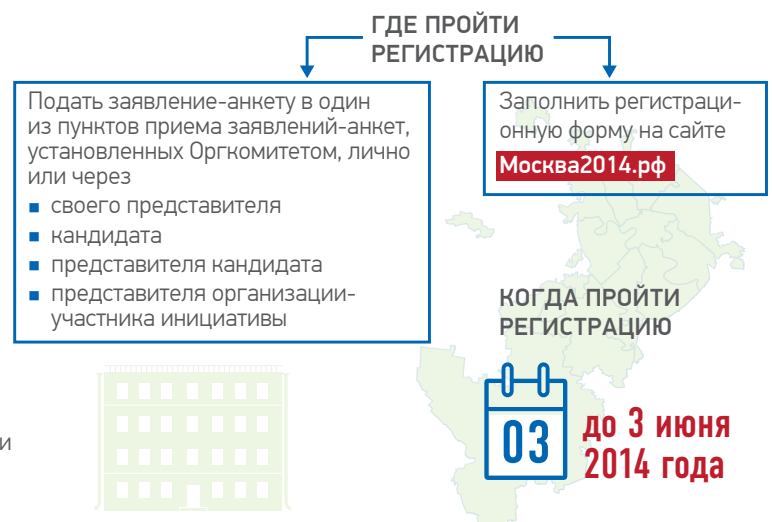 ГДЕ ПРОЙТИ
РЕГИСТРАЦИЮ
Подать заявление-анкету в один
из пунктов приема заявлений-анкет,
установленных Оргкомитетом, лично
или через
своего представителя
кандидата
представителя кандидата
представителя организации-
участника инициативы
Заполнить регистраци-
онную форму на сайте
Москва2014.рф
КОГДА ПРОЙТИ
РЕГИСТРАЦИЮ
03
до 3 июня
2014 года
и